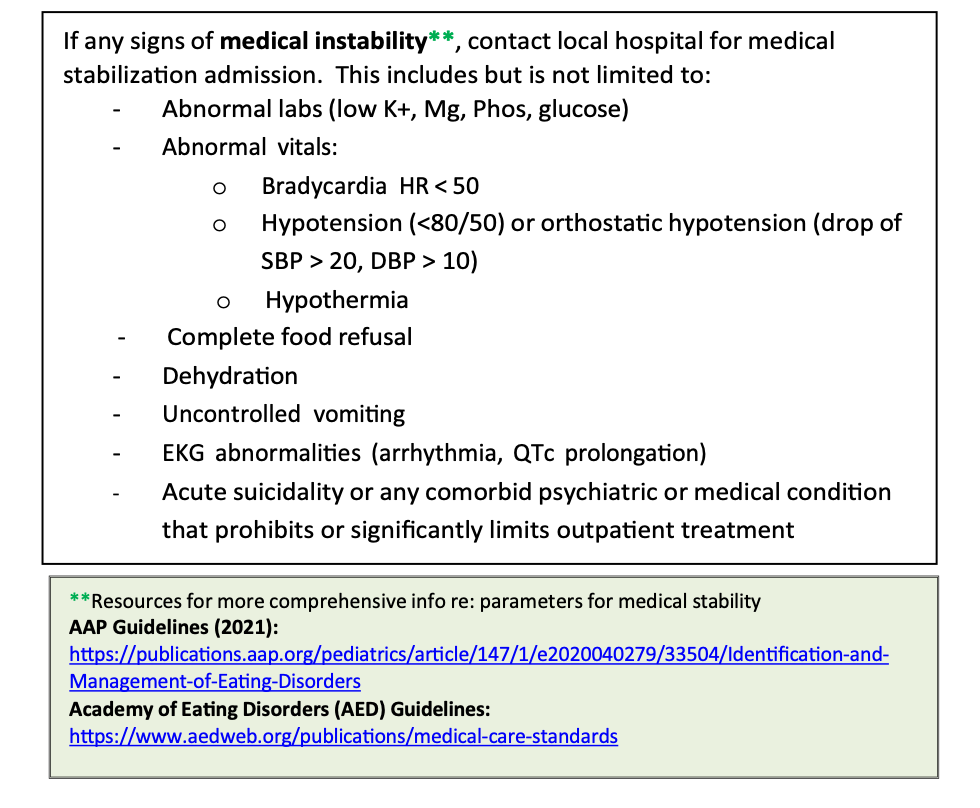 If any signs of medical instability**, contact local hospital for medical
stabilization admission. This includes but is not limited to:
- Abnormal labs (low K+, Mg, Phos, glucose)
- Abnormal vitals:
o Bradycardia HR < 50
o Hypotension (<80/50) or orthostatic hypotension (drop of
SBP > 20, DBP > 10)
o Hypothermia
- Complete food refusal
- Dehydration
- Uncontrolled vomiting
- EKG abnormalities (arrhythmia, QTc prolongation)
- Acute suicidality or any comorbid psychiatric or medical condition
that prohibits or significantly limits outpatient treatment
**Resources for more comprehensive info re: parameters for medical stability
AAP Guidelines (2021):
https://publications.aap.org/pediatrics/article/147/1/e2020040279/33504/Identification-and-
Management-of-Eating-Disorders
Academy of Eating Disorders (AED) Guidelines:
https://www.aedweb.org/publications/medical-care-standards